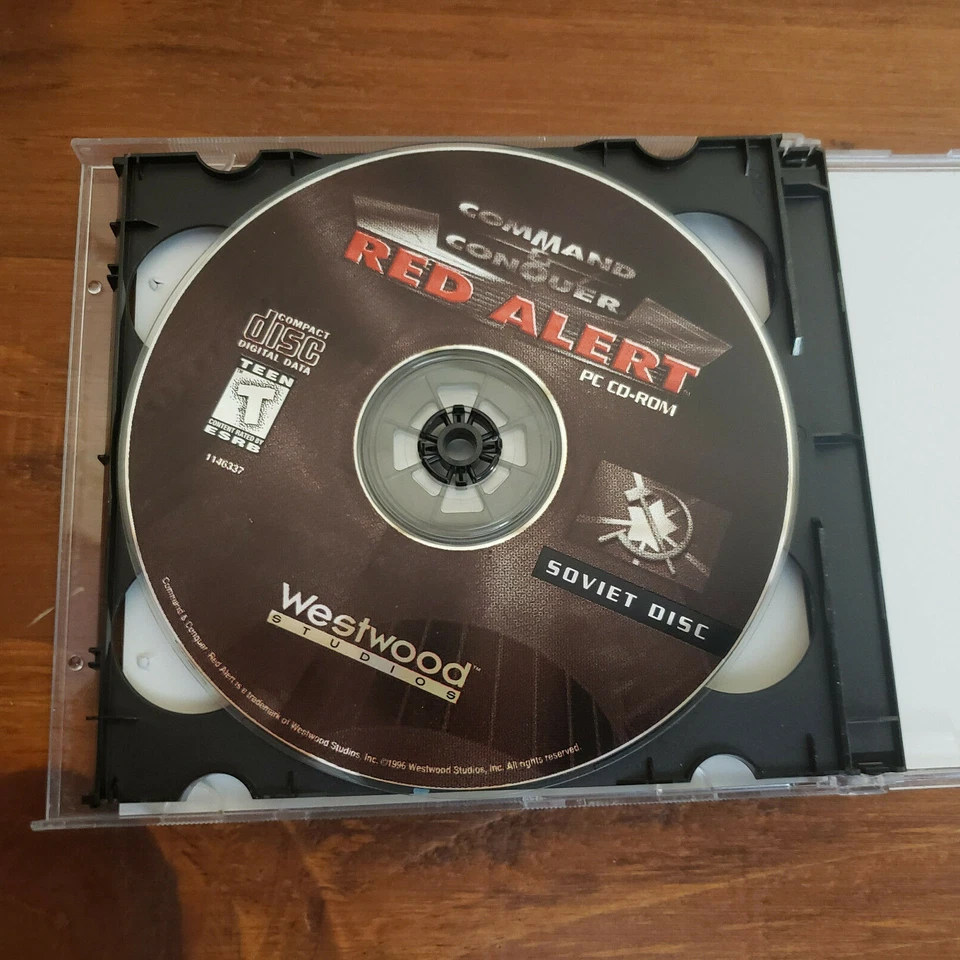 COMMAND
&
CONQUER
RED ALERT
PC CD-ROM
COMPACT
disc
DIGITAL DATA
TEEN
T
CONTENT RATED BY
ESRB
1146337
SOVIET DISC
Westwood™
STUDIOS
Command & Conquer Red Alert is a trademark of Westwood Studios, Inc. ©1996 Westwood Studios, Inc. All rights reserved.